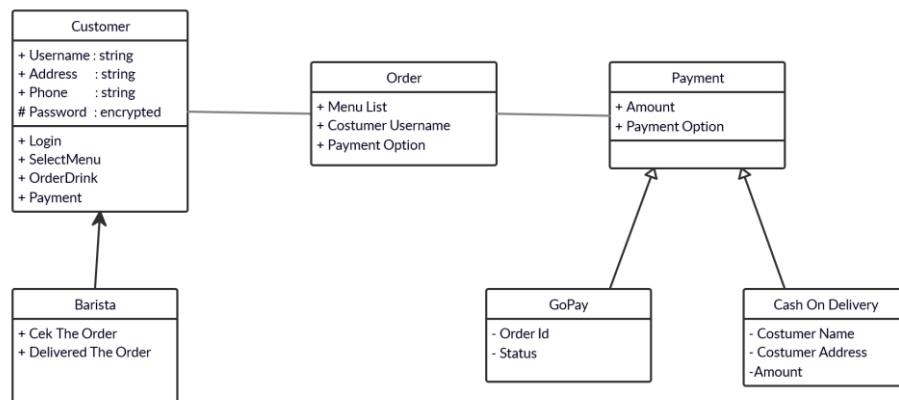 Customer
+ Username : string
+ Address : string
+ Phone : string
# Password : encrypted
+ Login
+ SelectMenu
+ OrderDrink
+ Payment
Order
+ Menu List
+ Costumer Username
+ Payment Option
Payment
+ Amount
+ Payment Option
Barista
+ Cek The Order
+ Delivered The Order
GoPay
- Order Id
- Status
Cash On Delivery
- Costumer Name
- Costumer Address
-Amount